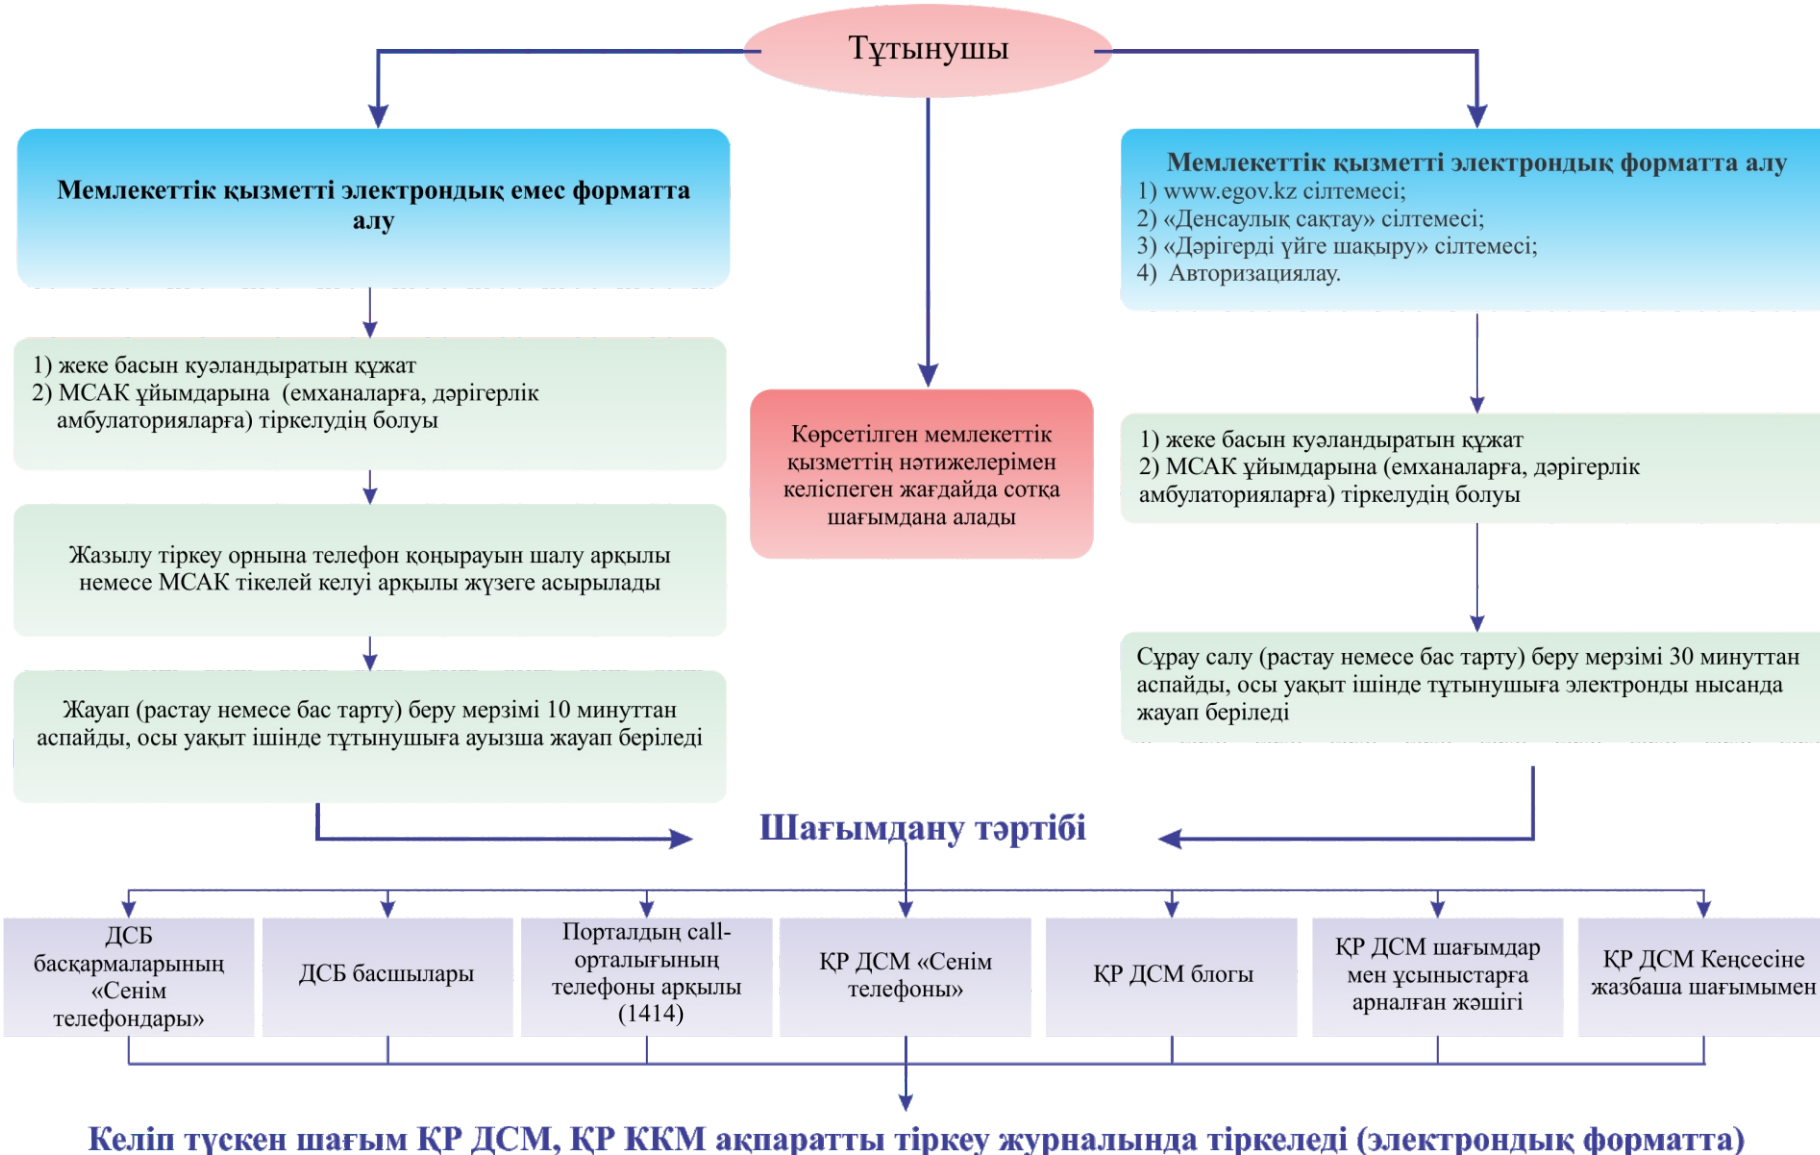 Тұтынушы
Мемлекеттік қызметті электрондық емес форматта
алу
1) жеке басын куәландыратын құжат
2) МСАК ұйымдарына (емханаларға, дәрігерлік
амбулаторияларға) тіркелудің болуы
Жазылу тіркеу орнына телефон қоңырауын шалу арқылы
немесе МСАК тікелей келуі арқылы жүзеге асырылады
Жауап (растау немесе бас тарту) беру мерзімі 10 минуттан
аспайды, осы уақыт ішінде тұтынушыға ауызша жауап беріледі
Көрсетілген мемлекеттік
қызметтің нәтижелерімен
келіспеген жағдайда сотқа
шағымдана алады
Мемлекеттік қызметті электрондық форматта алу
1) www.egov.kz сілтемесі;
2) «Денсаулық сақтау» сілтемесі;
3) «Дәрігерді үйге шақыру» сілтемесі;
4) Авторизациялау.
1) жеке басын куәландыратын құжат
2) МСАК ұйымдарына (емханаларға, дәрігерлік
амбулаторияларға) тіркелудің болуы
Сұрау салу (растау немесе бас тарту) беру мерзімі 30 минуттан
аспайды, осы уақыт ішінде тұтынушыға электронды нысанда
жауап беріледі
Шағымдану тәртібі
ДСБ
басқармаларының
«Сенім
телефондары»
ДСБ басшылары
Порталдың call-
орталығының
телефоны арқылы
(1414)
ҚР ДСМ «Сенім
телефоны»
ҚР ДСМ блогы
ҚР ДСМ шағымдар
мен ұсыныстарға
арналған жәшігі
ҚР ДСМ Кеңсесіне
жазбаша шағымымен
Келіп түскен шағым ҚР ДСМ, ҚР ККМ ақпаратты тіркеу журналында тіркеледі (электрондық форматта)